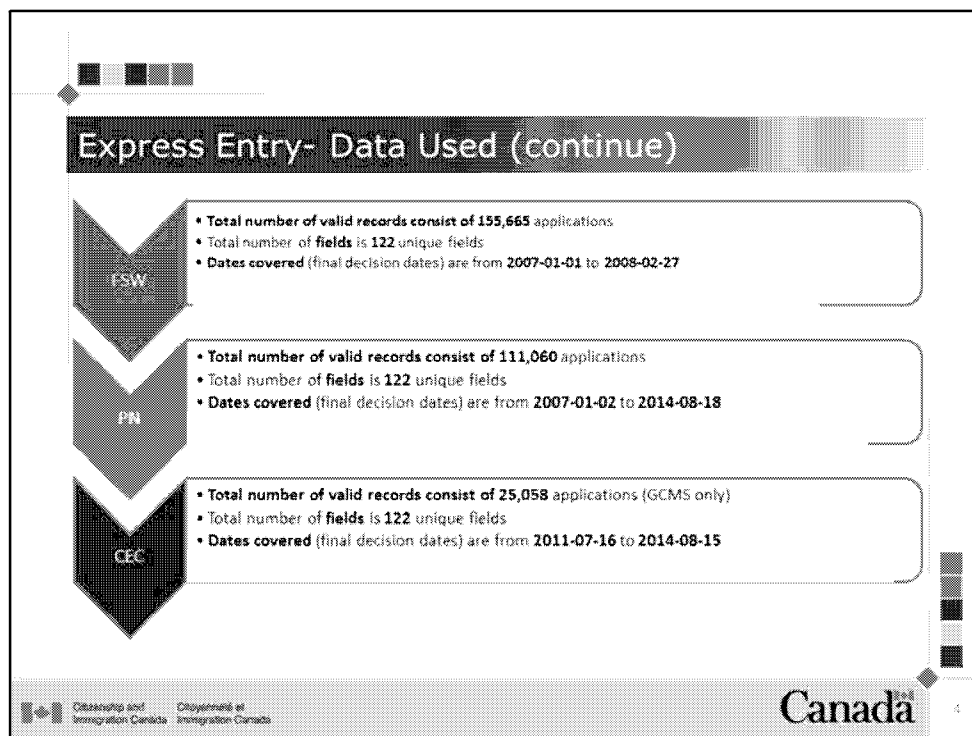 Express Entry- Data Used (continue)
FSW
• Total number of valid records consist of 155,665 applications
• Total number of fields is 122 unique fields
• Dates covered (final decision dates) are from 2007-01-01 to 2008-02-27
PN
• Total number of valid records consist of 111,060 applications
• Total number of fields is 122 unique fields
• Dates covered (final decision dates) are from 2007-01-02 to 2014-08-18
CEC
• Total number of valid records consist of 25,058 applications (GCMS only)
• Total number of fields is 122 unique fields
• Dates covered (final decision dates) are from 2011-07-16 to 2014-08-15
Citizenship and Citoyenneté et
Immigration Canada Immigration Canada
Canada
4